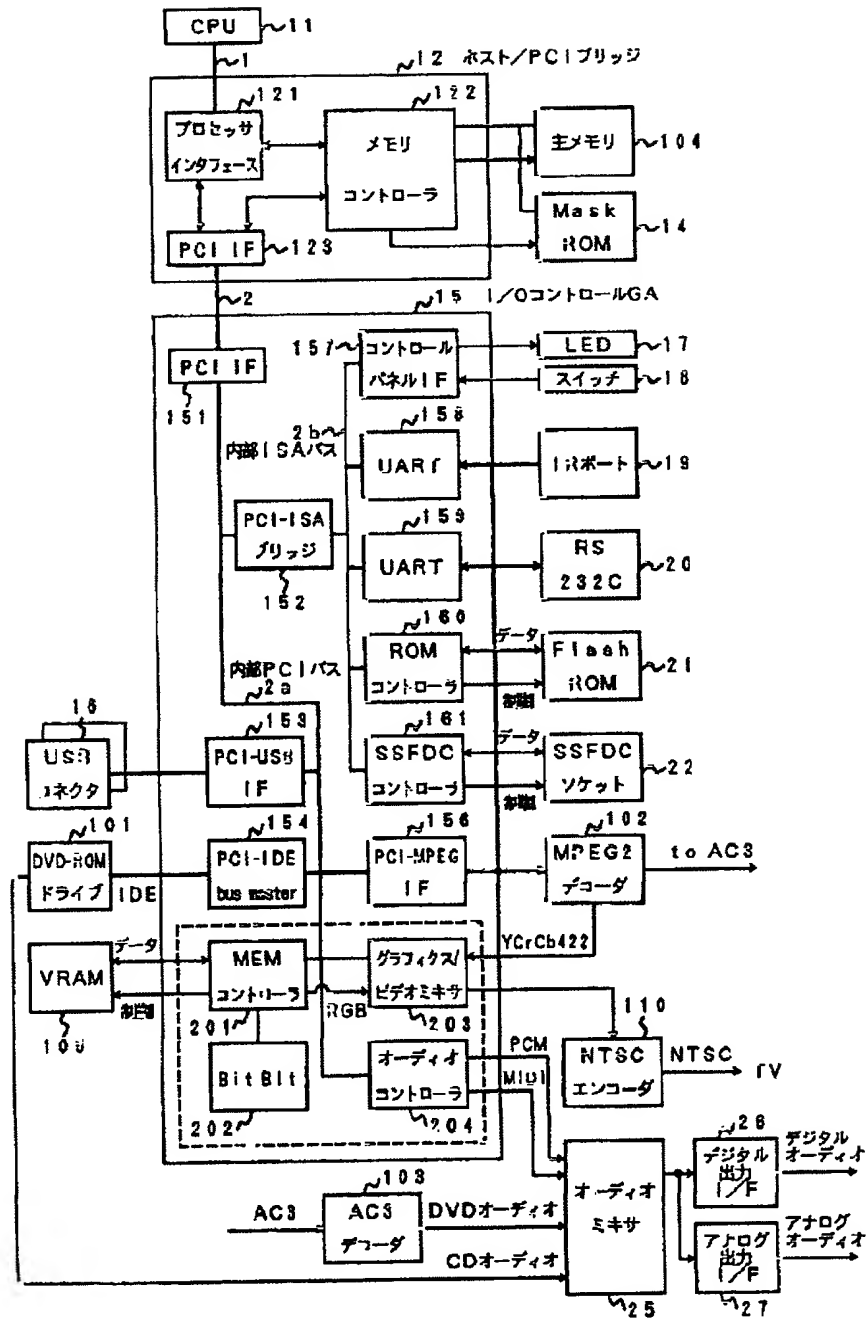 CPU
11
1
12 ホスト/PCIブリッジ
121
プロセッサ
インタフェース
122
メモリ
コントローラ
主メモリ
104
Mask
ROM
14
PCI IF
123
2
15 I/OコントロールGA
PCI IF
151
157
コントロール
パネルIF
LED
17
スイッチ
18
2b
内部ISAバス
158
UART
IRポート
19
PCI-ISA
ブリッジ
152
159
UART
RS
232C
20
160
ROM
コントローラ
データ
制御
Flash
ROM
21
内部PCIバス
2a
161
SSFDC
コントローラ
データ
制御
SSFDC
ソケット
22
16
USB
コネクタ
153
PCI-USB
IF
101
DVD-ROM
ドライブ
IDE
154
PCI-IDE
bus master
156
PCI-MPEG
IF
102
MPEG2
デコーダ
to AC3
YCrCb422
VRAM
データ
制御
MEM
コントローラ
201
RGB
グラフィクス/
ビデオミキサ
203
BitBlt
202
オーディオ
コントローラ
204
PCM
MIDI
110
NTSC
エンコーダ
NTSC
TV
103
AC3
AC3
デコーダ
DVDオーディオ
CDオーディオ
オーディオ
ミキサ
25
26
デジタル
出力
I/F
デジタル
オーディオ
アナログ
出力
I/F
アナログ
オーディオ
27